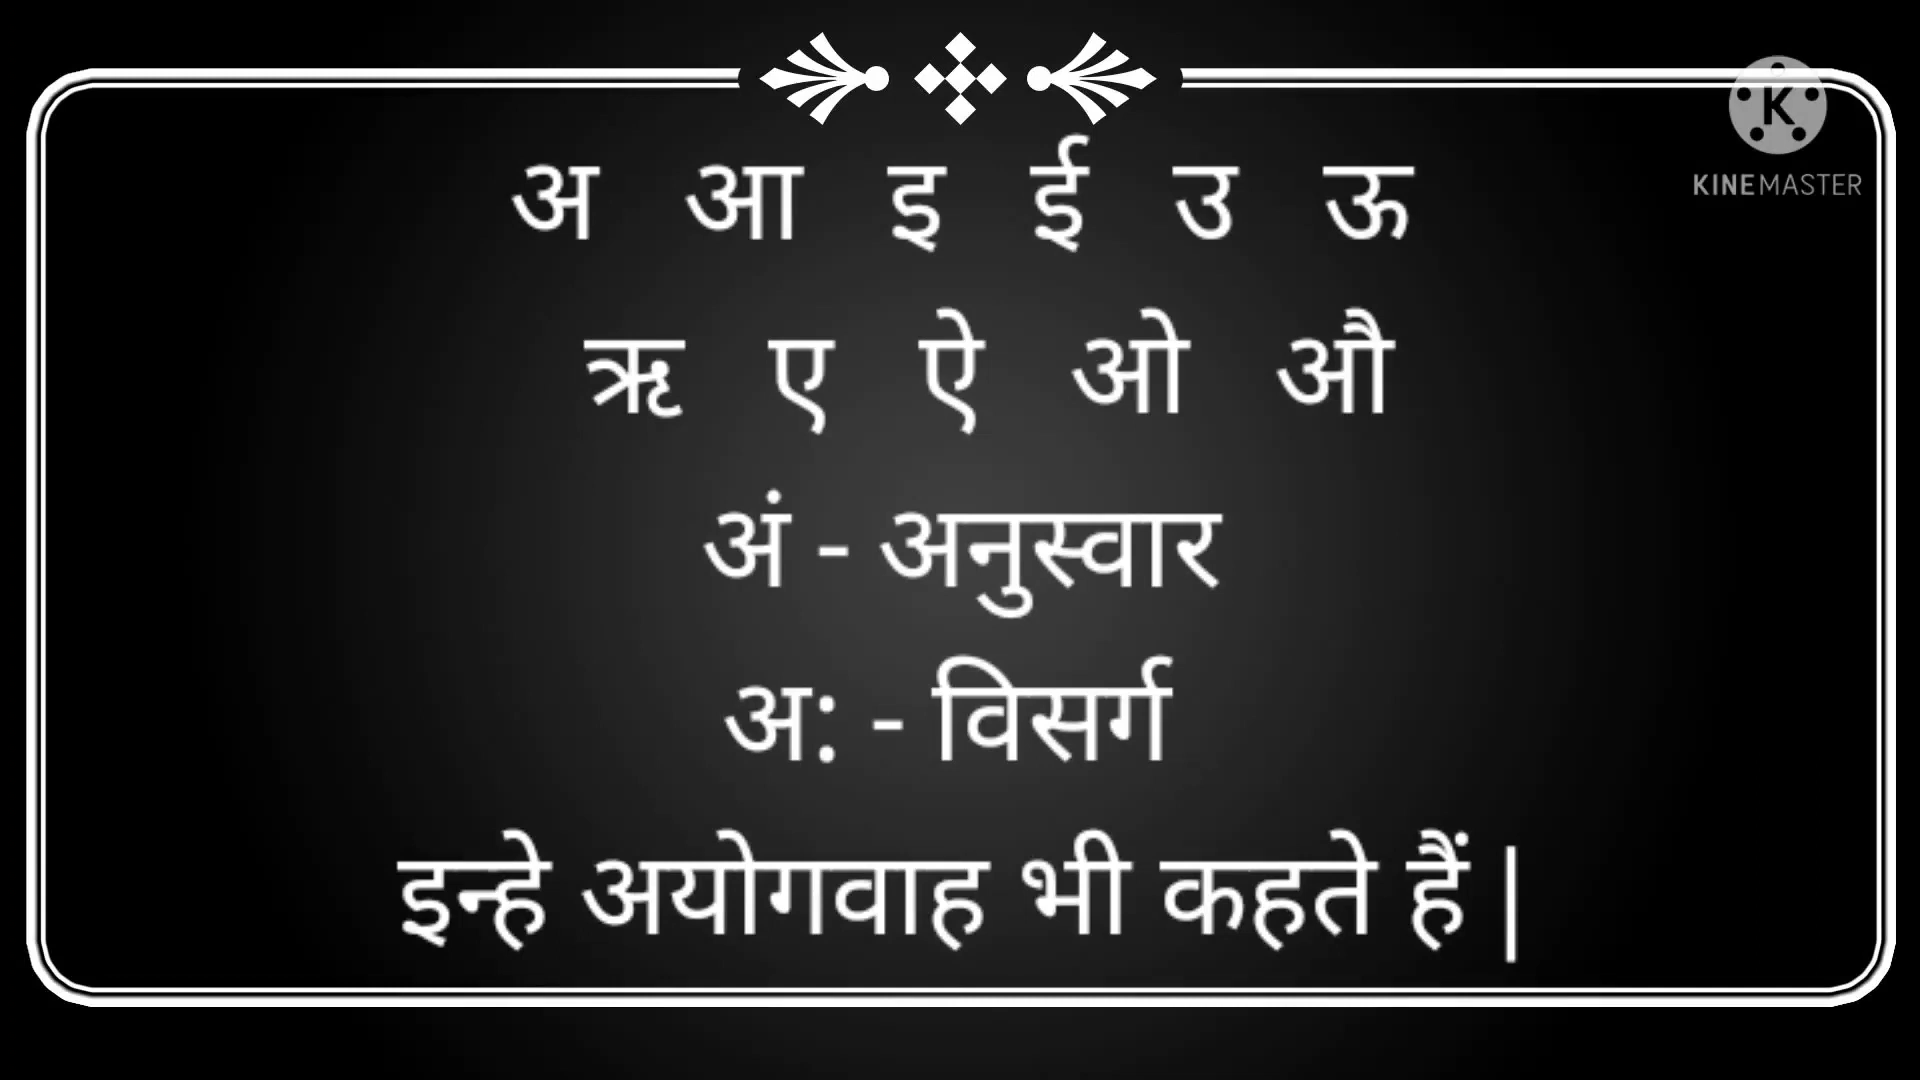 अ आ इ ई उ ऊ
KINEMASTER
ऋ ए ऐ ओ औ
अं - अनुस्वार
अ: - विसर्ग
इन्हे अयोगवाह भी कहते हैं |